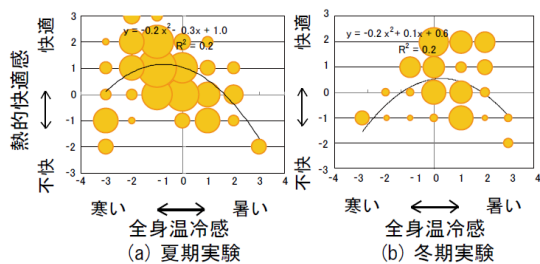 y = -0.2 x² - 0.3x + 1.0
R² = 0.2
3
2
1
0
-1
-2
-3
-3 -2 -1 0 1 2 3 4
快適
熱的快適感
不快
寒い 暑い
全身温冷感
(a) 夏期実験
y = -0.2 x² + 0.1x + 0.6
R² = 0.2
3
2
1
0
-1
-2
-3
-4 -3 -2 -1 0 1 2 3 4
快適
不快
寒い 暑い
全身温冷感
(b) 冬期実験